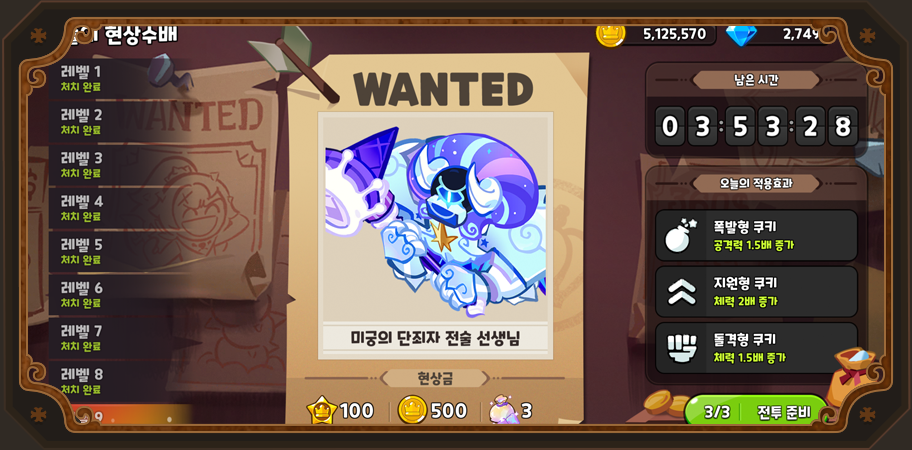 현상수배
5,125,570
2,749
레벨 1
처치 완료
레벨 2
처치 완료
레벨 3
처치 완료
레벨 4
처치 완료
레벨 5
처치 완료
레벨 6
처치 완료
레벨 7
처치 완료
레벨 8
처치 완료
9
WANTED
WANTED
미궁의 단죄자 전술 선생님
현상금
100
500
3
남은 시간
03:53:28
오늘의 적용효과
폭발형 쿠키
공격력 1.5배 증가
지원형 쿠키
체력 2배 증가
돌격형 쿠키
체력 1.5배 증가
3/3 전투 준비